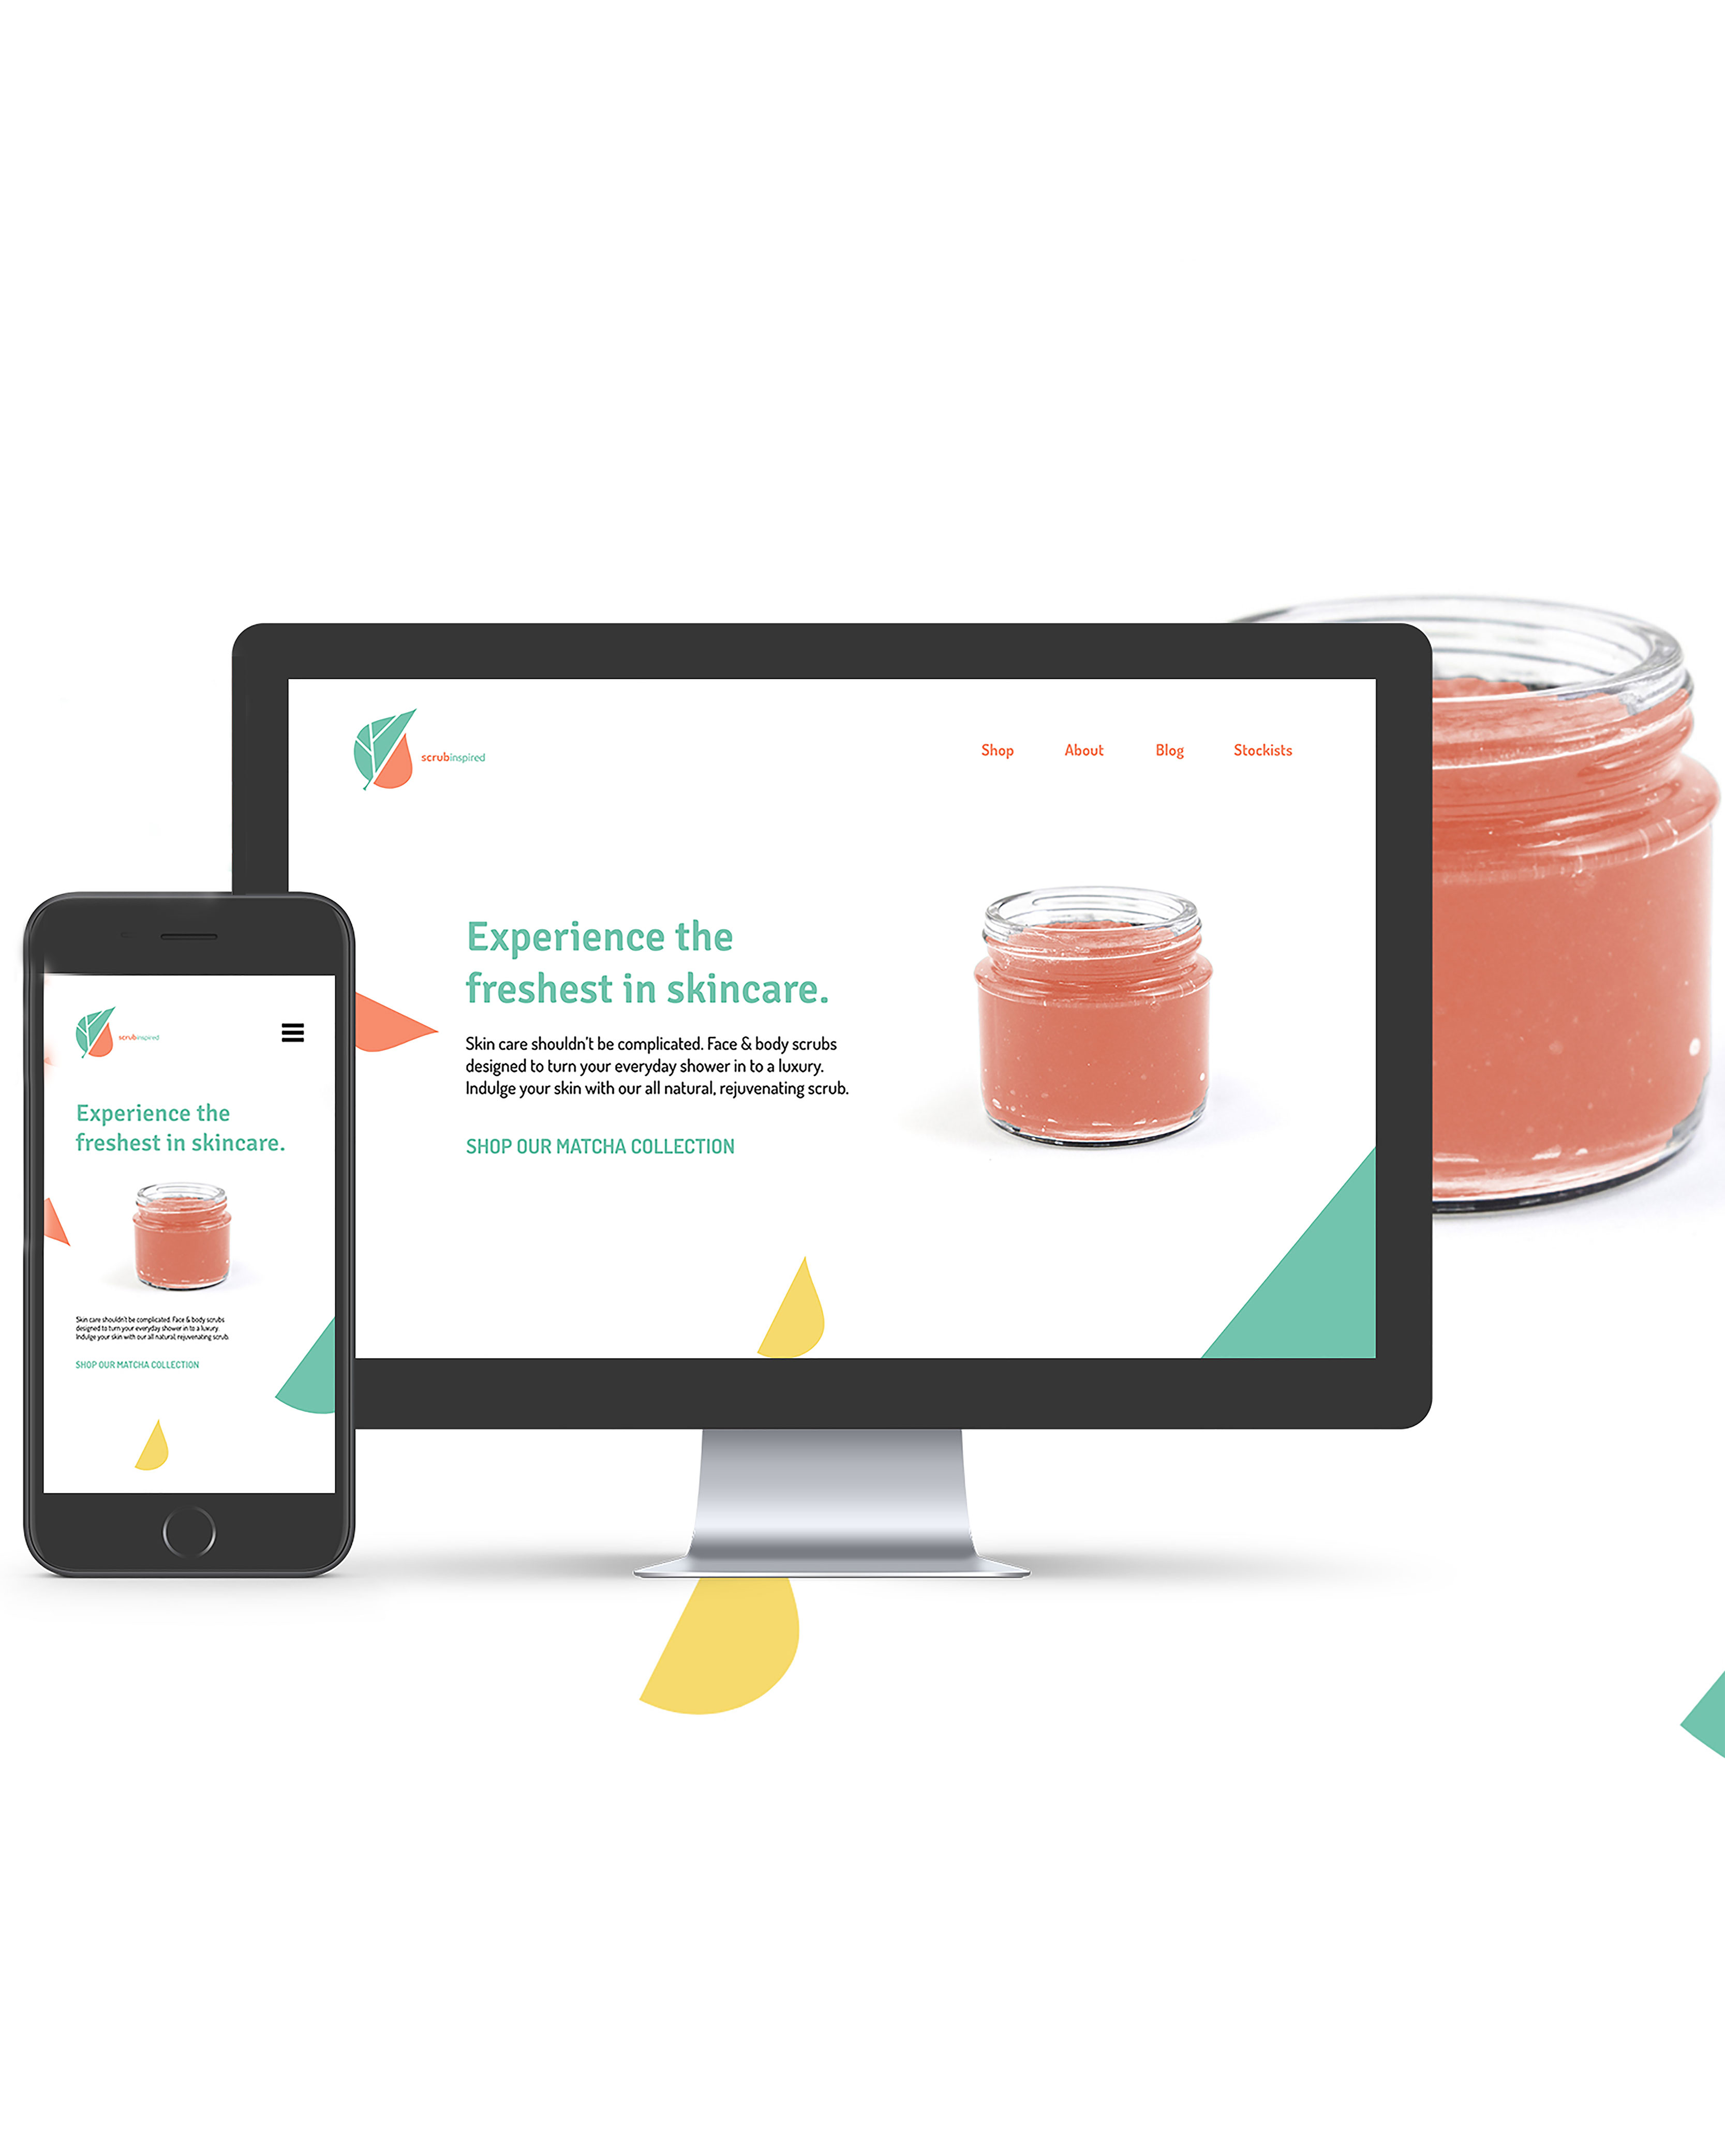 scrubinspired
Shop About Blog Stockists
Experience the
freshest in skincare.
Skin care shouldn't be complicated. Face & body scrubs
designed to turn your everyday shower in to a luxury.
Indulge your skin with our all natural, rejuvenating scrub.
SHOP OUR MATCHA COLLECTION
scrubinspired
Experience the
freshest in skincare.
Skin care shouldn't be complicated. Face & body scrubs
designed to turn your everyday shower in to a luxury.
Indulge your skin with our all natural, rejuvenating scrub.
SHOP OUR MATCHA COLLECTION